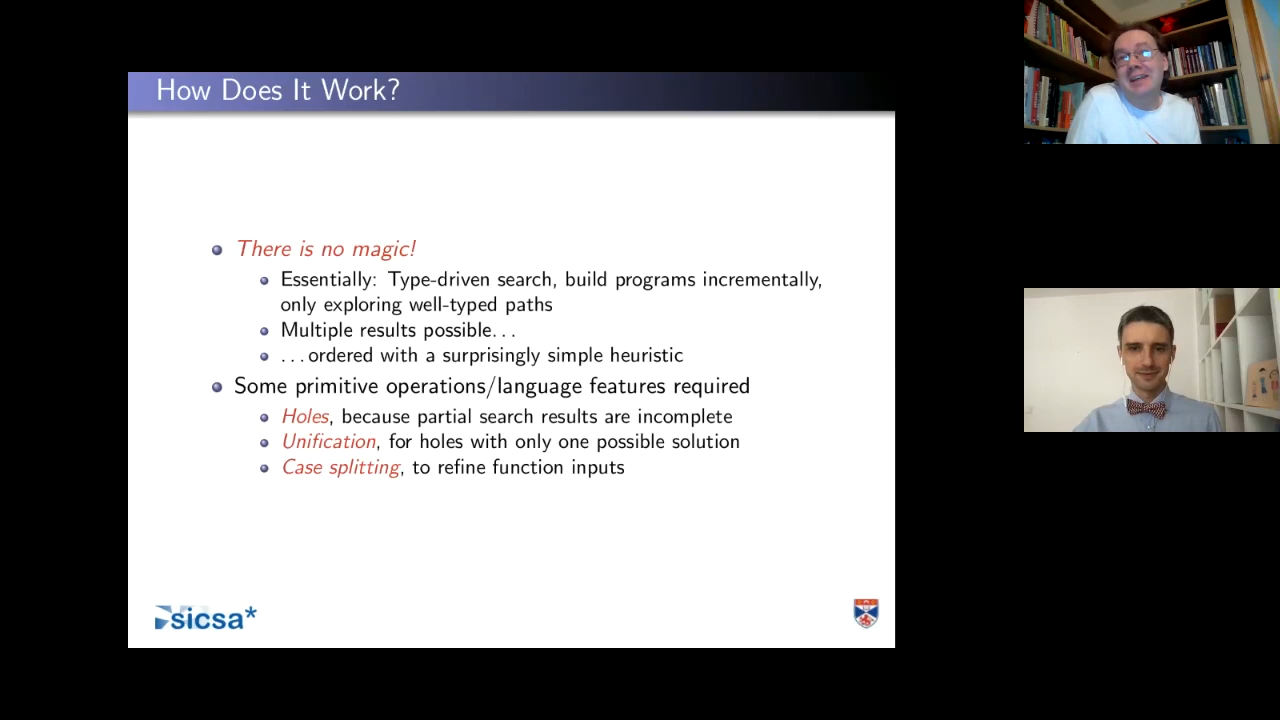 How Does It Work?
There is no magic!
Essentially: Type-driven search, build programs incrementally,
only exploring well-typed paths
Multiple results possible...
...ordered with a surprisingly simple heuristic
Some primitive operations/language features required
Holes, because partial search results are incomplete
Unification, for holes with only one possible solution
Case splitting, to refine function inputs
sicsa*